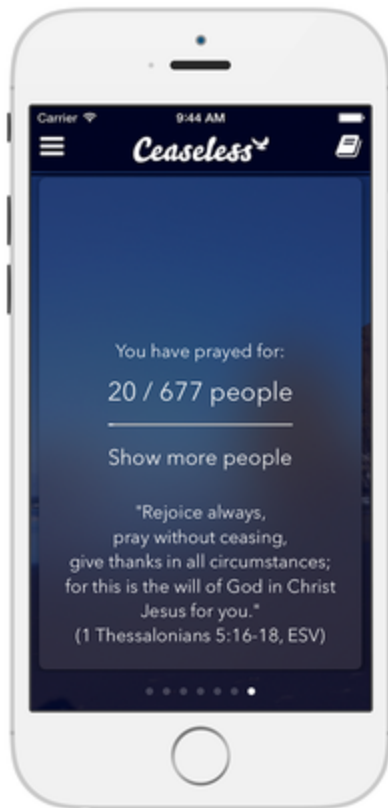 Carrier 9:44 AM
Ceaseless
You have prayed for:
20 / 677 people
Show more people
"Rejoice always,
pray without ceasing,
give thanks in all circumstances;
for this is the will of God in Christ
Jesus for you."
(1 Thessalonians 5:16-18, ESV)